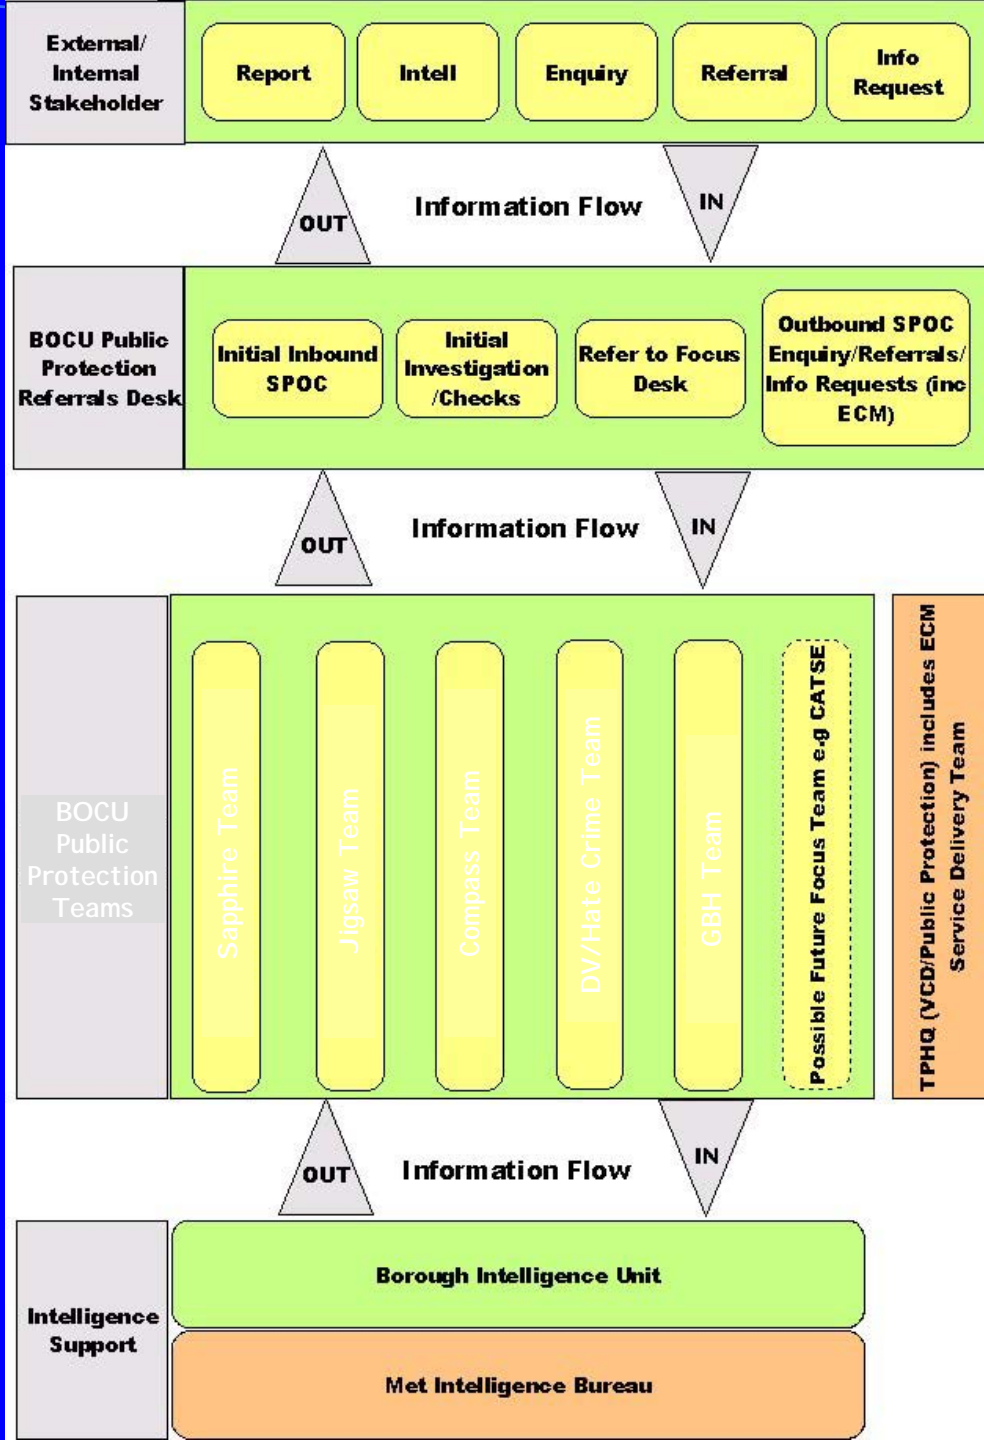 External/
Internal
Stakeholder
Report
Intell
Enquiry
Referral
Info
Request
OUT
Information Flow
IN
BOCU Public
Protection
Referrals Desk
Initial Inbound
SPOC
Initial
Investigation
/Checks
Refer to Focus
Desk
Outbound SPOC
Enquiry/Referrals/
Info Requests (inc
ECM)
OUT
Information Flow
IN
BOCU
Public
Protection
Teams
Sapphire Team
Jigsaw Team
Compass Team
DV/Hate Crime Team
GBH Team
Possible Future Focus Team e.g CATSE
TPHQ (VCD/Public Protection) includes ECM
Service Delivery Team
OUT
Information Flow
IN
Intelligence
Support
Borough Intelligence Unit
Met Intelligence Bureau